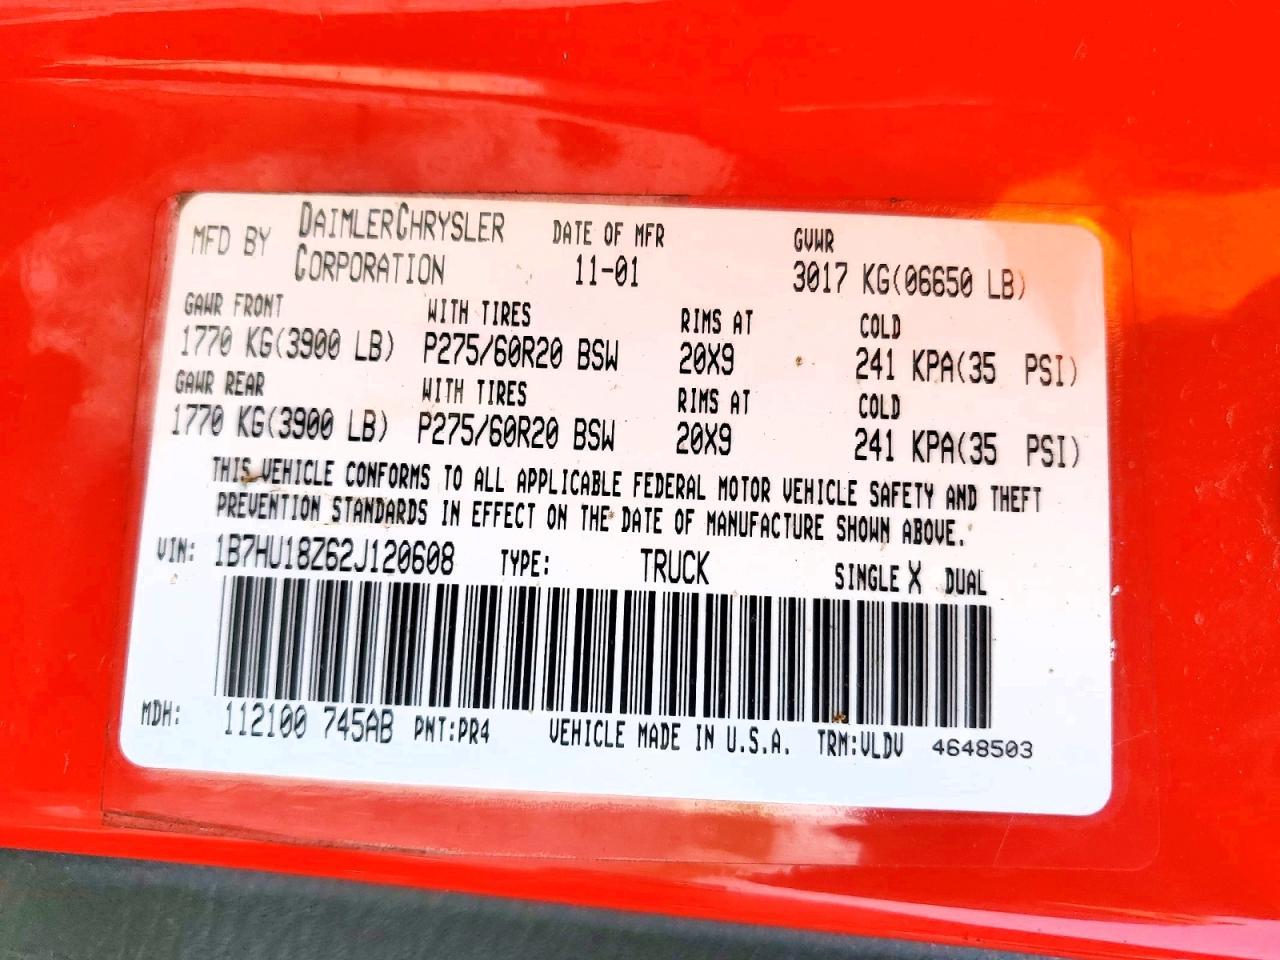 MFD BY DAIMLERCHRYSLER CORPORATION DATE OF MFR 11-01 GVWR 3017 KG(06650 LB)
GAWR FRONT WITH TIRES RIMS AT COLD
1770 KG(3900 LB) P275/60R20 BSW 20X9 241 KPA(35 PSI)
GAWR REAR WITH TIRES RIMS AT COLD
1770 KG(3900 LB) P275/60R20 BSW 20X9 241 KPA(35 PSI)
THIS VEHICLE CONFORMS TO ALL APPLICABLE FEDERAL MOTOR VEHICLE SAFETY AND THEFT
PREVENTION STANDARDS IN EFFECT ON THE DATE OF MANUFACTURE SHOWN ABOVE.
VIN: 1B7HU18Z62J120608 TYPE: TRUCK SINGLE X DUAL
MDH: 112100 745AB PNT:PR4 VEHICLE MADE IN U.S.A. TRM:VLDV 4648503